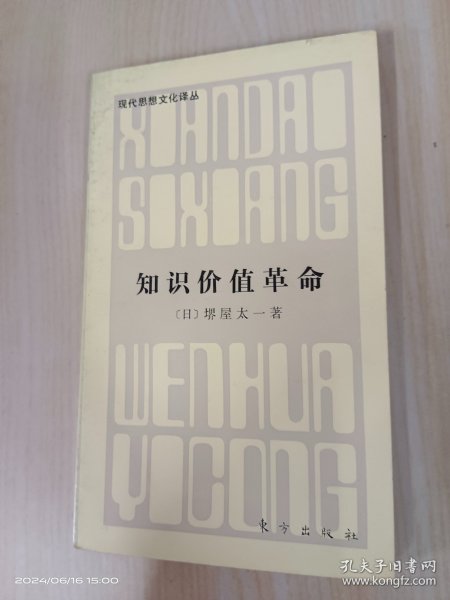 现代思想文化译丛
XIANDAI
SIXIANG
知识价值革命
〔日〕堺屋太一著
WENHUA
YICONG
东方出版社
2024/06/16 15:00
孔夫子旧书网
www.kongfz.com